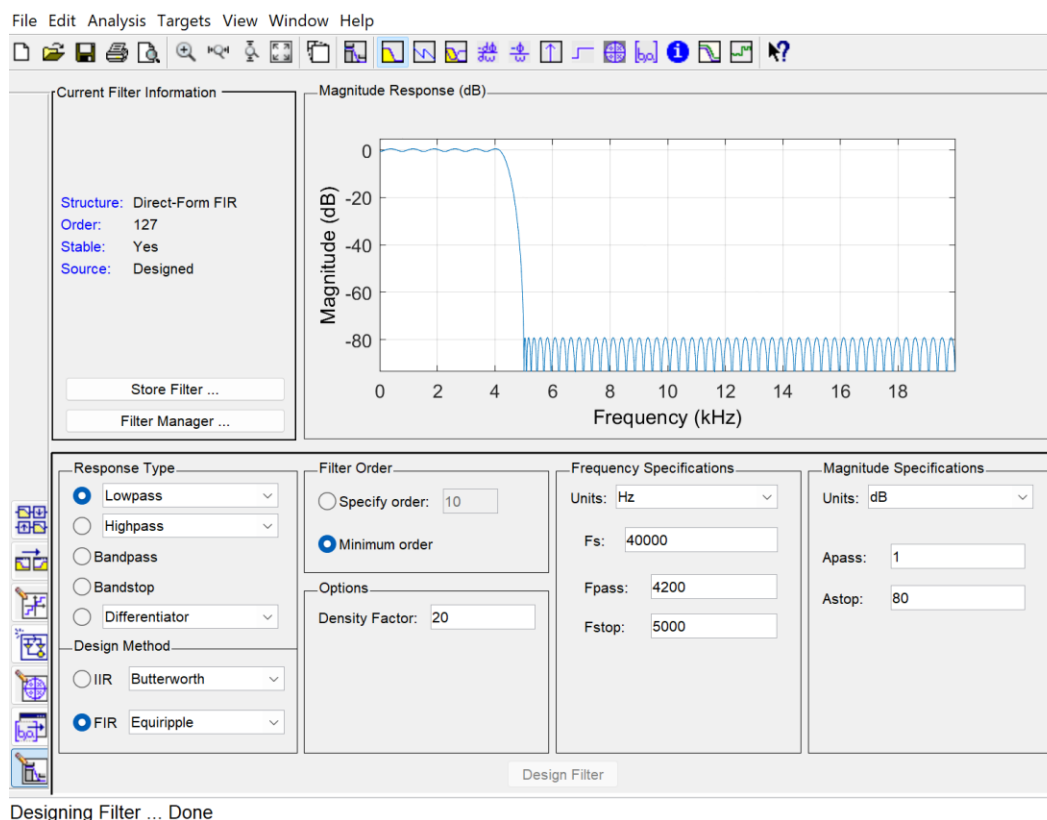 File Edit Analysis Targets View Window Help
Current Filter Information
Structure: Direct-Form FIR
Order: 127
Stable: Yes
Source: Designed
Store Filter ...
Filter Manager ...
Magnitude Response (dB)
Magnitude (dB)
0
-20
-40
-60
-80
0 2 4 6 8 10 12 14 16 18
Frequency (kHz)
Response Type
Lowpass
Highpass
Bandpass
Bandstop
Differentiator
Design Method
IIR Butterworth
FIR Equiripple
Filter Order
Specify order: 10
Minimum order
Options
Density Factor: 20
Frequency Specifications
Units: Hz
Fs: 40000
Fpass: 4200
Fstop: 5000
Magnitude Specifications
Units: dB
Apass: 1
Astop: 80
Design Filter
Designing Filter ... Done